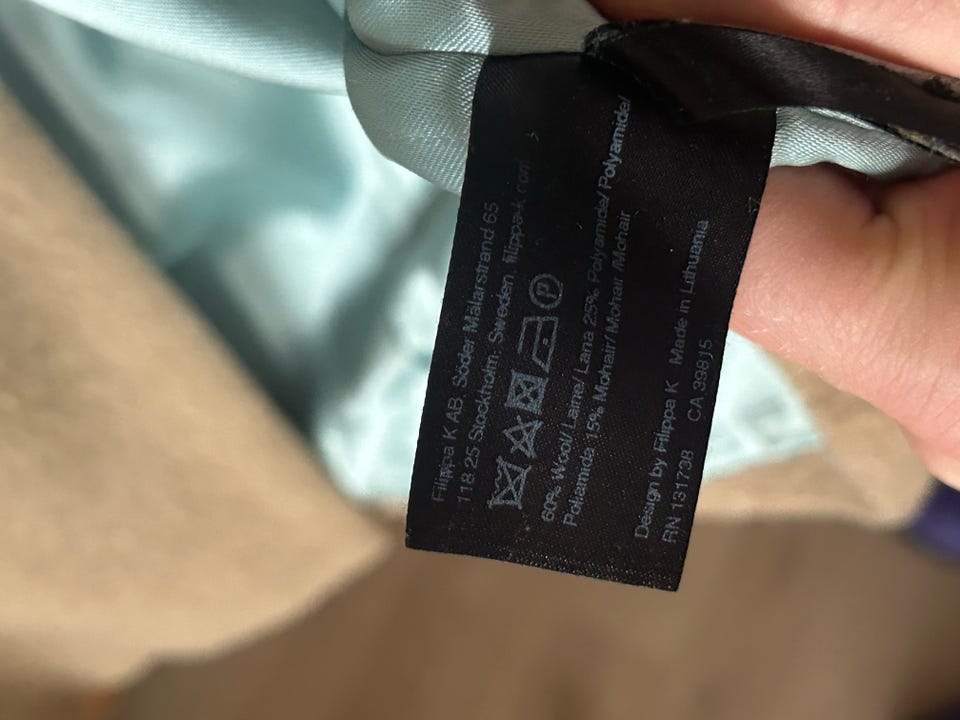 Filippa K AB. Söder Mälarstrand 65
118 25 Stockholm. Sweden. filippa-k.com
P
60% Wool/ Laine/ Lana 25% Polyamide/ Polyamide/
Poliamida 15% Mohair/ Mohair /Mohair
Design by Filippa K Made in Lithuania
RN 131738 CA 39815